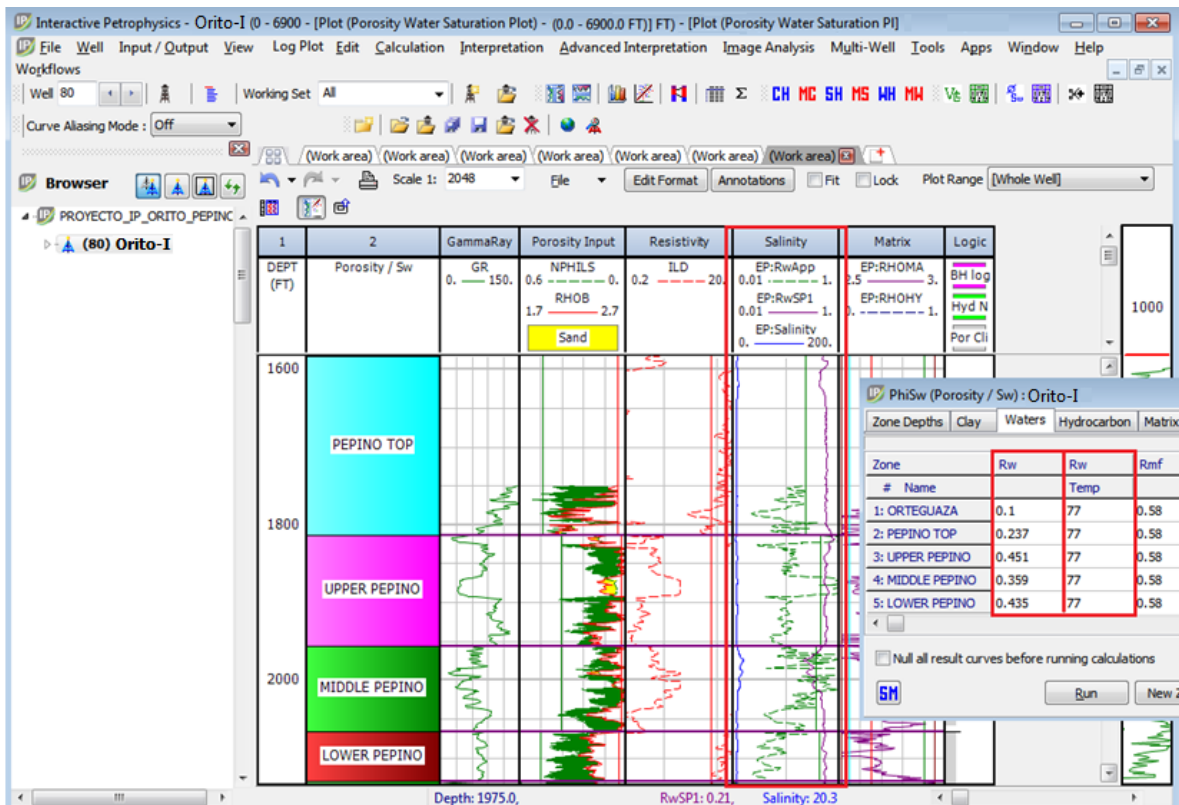 Interactive Petrophysics - Orito-I (0 - 6900 - [Plot (Porosity Water Saturation Plot) - (0.0 - 6900.0 FT)] FT) - [Plot (Porosity Water Saturation Pl]
File Well Input / Output View Log Plot Edit Calculation Interpretation Advanced Interpretation Image Analysis Multi-Well Tools Apps Window Help
Workflows
Well 80 Working Set All Σ CH MC SH MS WH MW
Curve Aliasing Mode : Off
(Work area) (Work area) (Work area) (Work area) (Work area) (Work area) (Work area)
Browser Scale 1: 2048 File Edit Format Annotations Fit Lock Plot Range [Whole Well]
PROYECTO_IP_ORITO_PEPINC
(80) Orito-I
1 2 GammaRay Porosity Input Resistivity Salinity Matrix Logic
DEPT Porosity / Sw GR NPHILS ILD EP:RwApp EP:RHOMA BH log
(FT) 0. 150. 0.6 0. 0.2 20. 0.01 1. 2.5 3.
RHOB EP:RwSP1 EP:RHOHY Hyd N
1.7 2.7 0.01 1. 0. 1.
Sand EP:Salinity Por Cli
0. 200.
1000
1600
PEPINO TOP
1800
UPPER PEPINO
2000
MIDDLE PEPINO
LOWER PEPINO
PhiSw (Porosity / Sw) : Orito-I
Zone Depths Clay Waters Hydrocarbon Matrix
Zone Rw Rw Rmf
# Name Temp
1: ORTEGUAZA 0.1 77 0.58
2: PEPINO TOP 0.237 77 0.58
3: UPPER PEPINO 0.451 77 0.58
4: MIDDLE PEPINO 0.359 77 0.58
5: LOWER PEPINO 0.435 77 0.58
Null all result curves before running calculations
SM Run New Z
Depth: 1975.0, RwSP1: 0.21, Salinity: 20.3